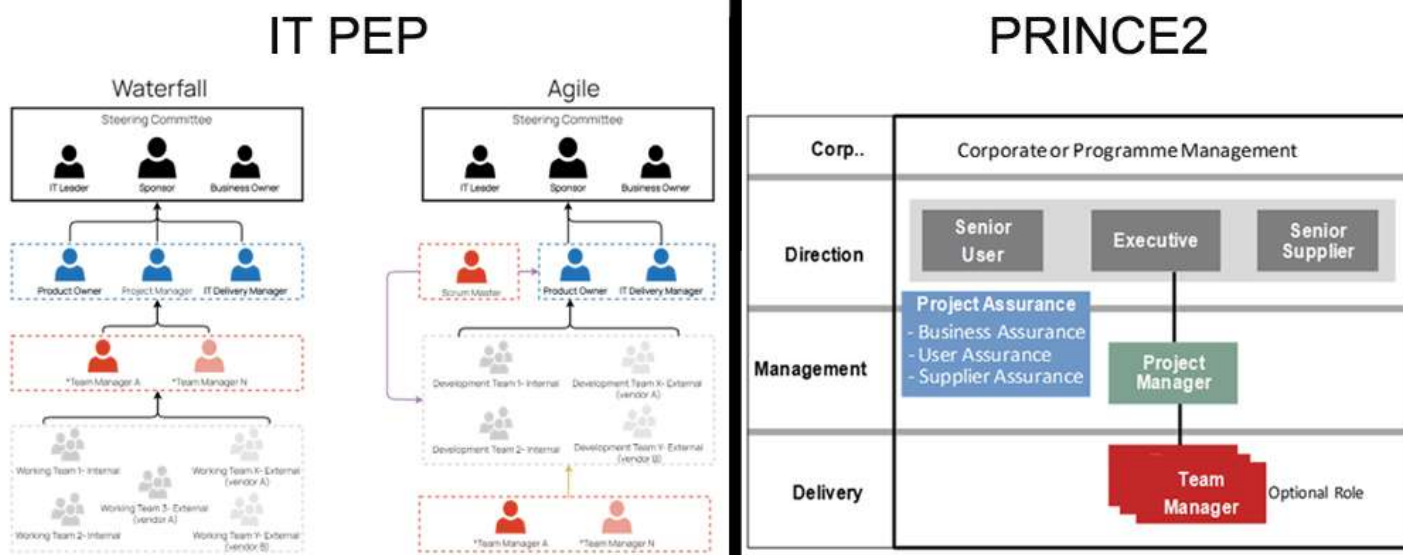 IT PEP
Waterfall
Steering Committee
IT Leader
Sponsor
Business Owner
Product Owner
Project Manager
IT Delivery Manager
*Team Manager A
*Team Manager N
Working Team 1- Internal
Working Team X- External
(vendor A)
Working Team 3- External
(vendor A)
Working Team 2- Internal
Working Team Y- External
(vendor B)
Agile
Steering Committee
IT Leader
Sponsor
Business Owner
Scrum Master
Product Owner
IT Delivery Manager
Development Team 1- Internal
Development Team X- External
(vendor A)
Development Team 2- Internal
Development Team Y- External
(vendor B)
*Team Manager A
*Team Manager N
PRINCE2
Corp..
Corporate or Programme Management
Direction
Senior
User
Executive
Senior
Supplier
Project Assurance
- Business Assurance
- User Assurance
- Supplier Assurance
Management
Project
Manager
Delivery
Team
Manager
Optional Role